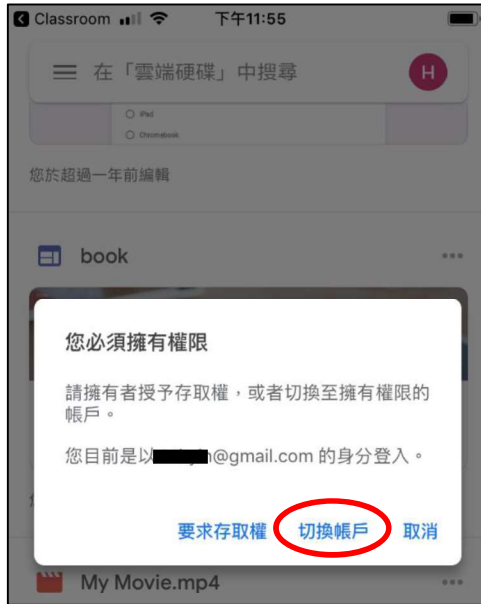 Classroom
下午11:55
在「雲端硬碟」中搜尋
H
iPad
Chromebook
您於超過一年前編輯
book
您必須擁有權限
請擁有者授予存取權，或者切換至擁有權限的
帳戶。
您目前是以 @gmail.com 的身分登入。
要求存取權 切換帳戶 取消
My Movie.mp4